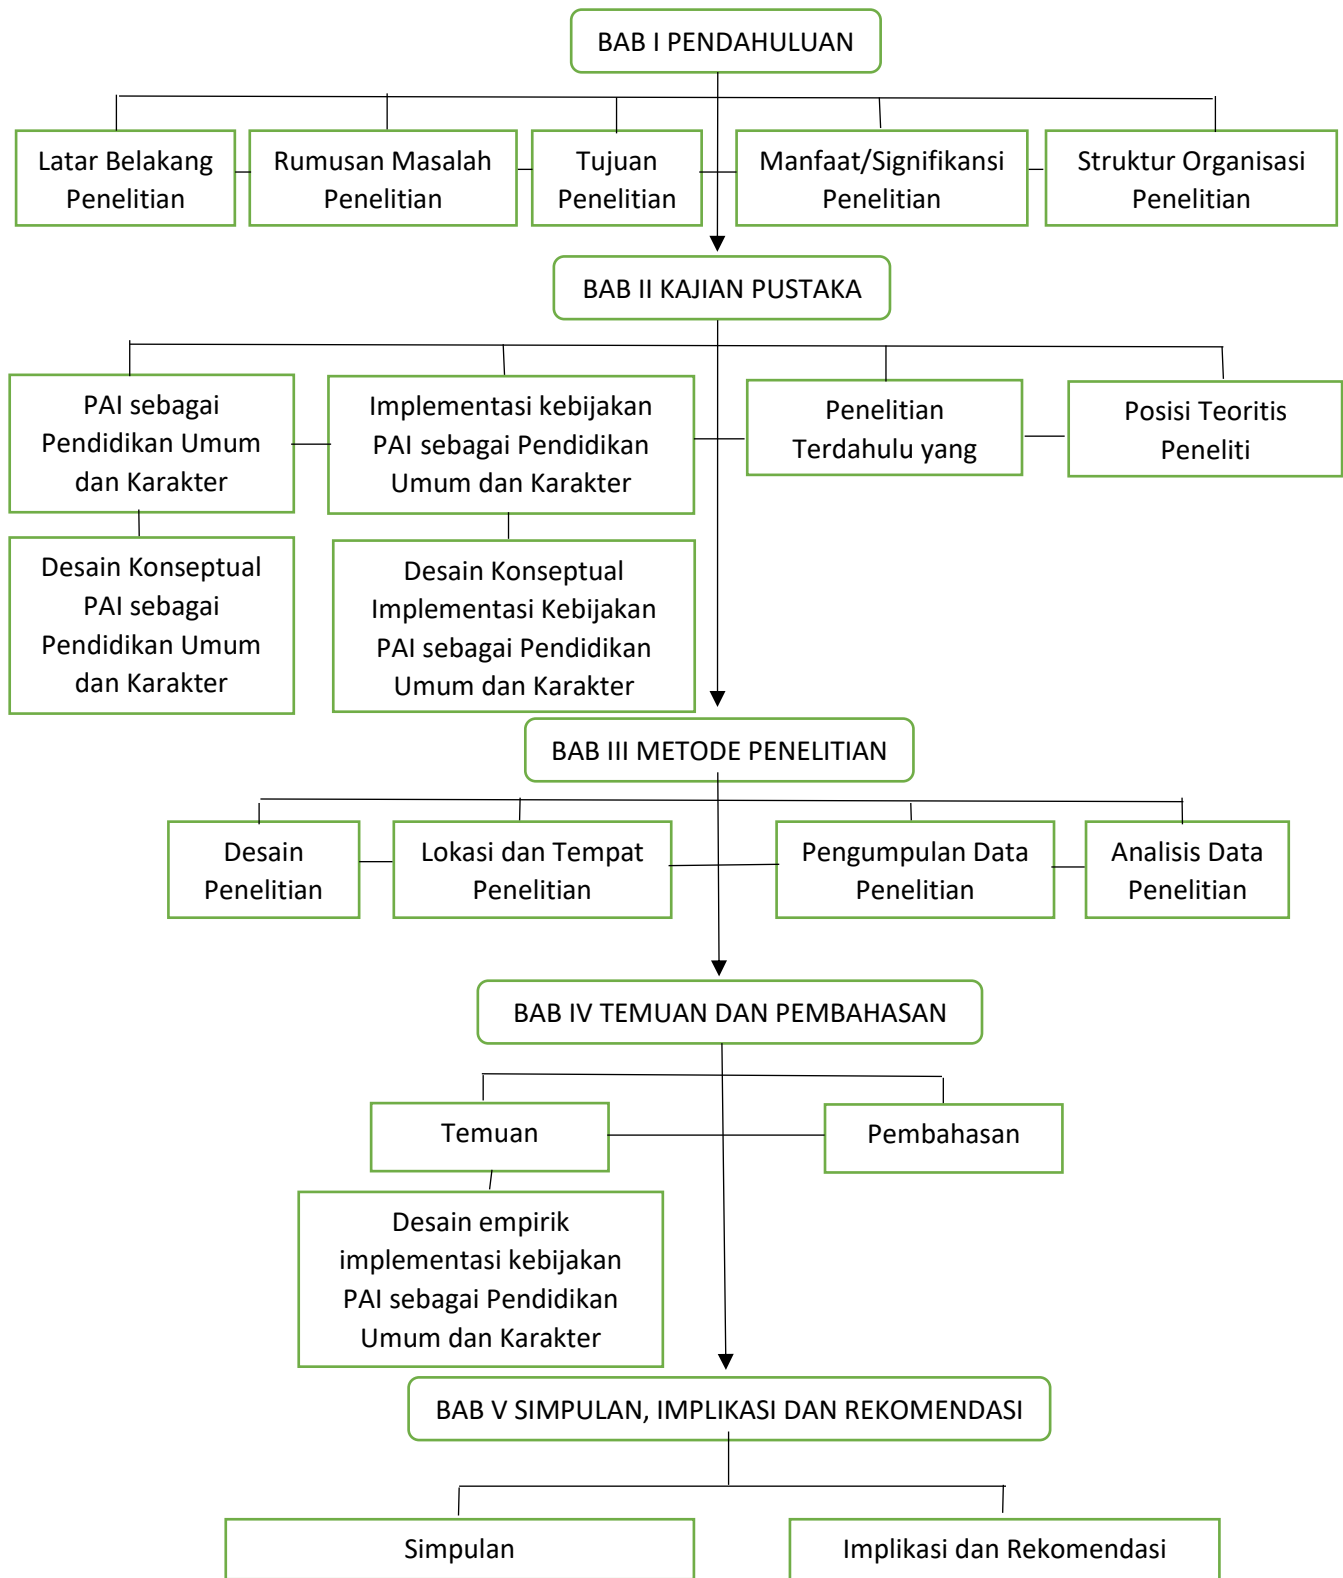 BAB I PENDAHULUAN
Latar Belakang
Penelitian
Rumusan Masalah
Penelitian
Tujuan
Penelitian
Manfaat/Signifikansi
Penelitian
Struktur Organisasi
Penelitian
BAB II KAJIAN PUSTAKA
PAI sebagai
Pendidikan Umum
dan Karakter
Implementasi kebijakan
PAI sebagai Pendidikan
Umum dan Karakter
Penelitian
Terdahulu yang
Posisi Teoritis
Peneliti
Desain Konseptual
PAI sebagai
Pendidikan Umum
dan Karakter
Desain Konseptual
Implementasi Kebijakan
PAI sebagai Pendidikan
Umum dan Karakter
BAB III METODE PENELITIAN
Desain
Penelitian
Lokasi dan Tempat
Penelitian
Pengumpulan Data
Penelitian
Analisis Data
Penelitian
BAB IV TEMUAN DAN PEMBAHASAN
Temuan
Pembahasan
Desain empirik
implementasi kebijakan
PAI sebagai Pendidikan
Umum dan Karakter
BAB V SIMPULAN, IMPLIKASI DAN REKOMENDASI
Simpulan
Implikasi dan Rekomendasi